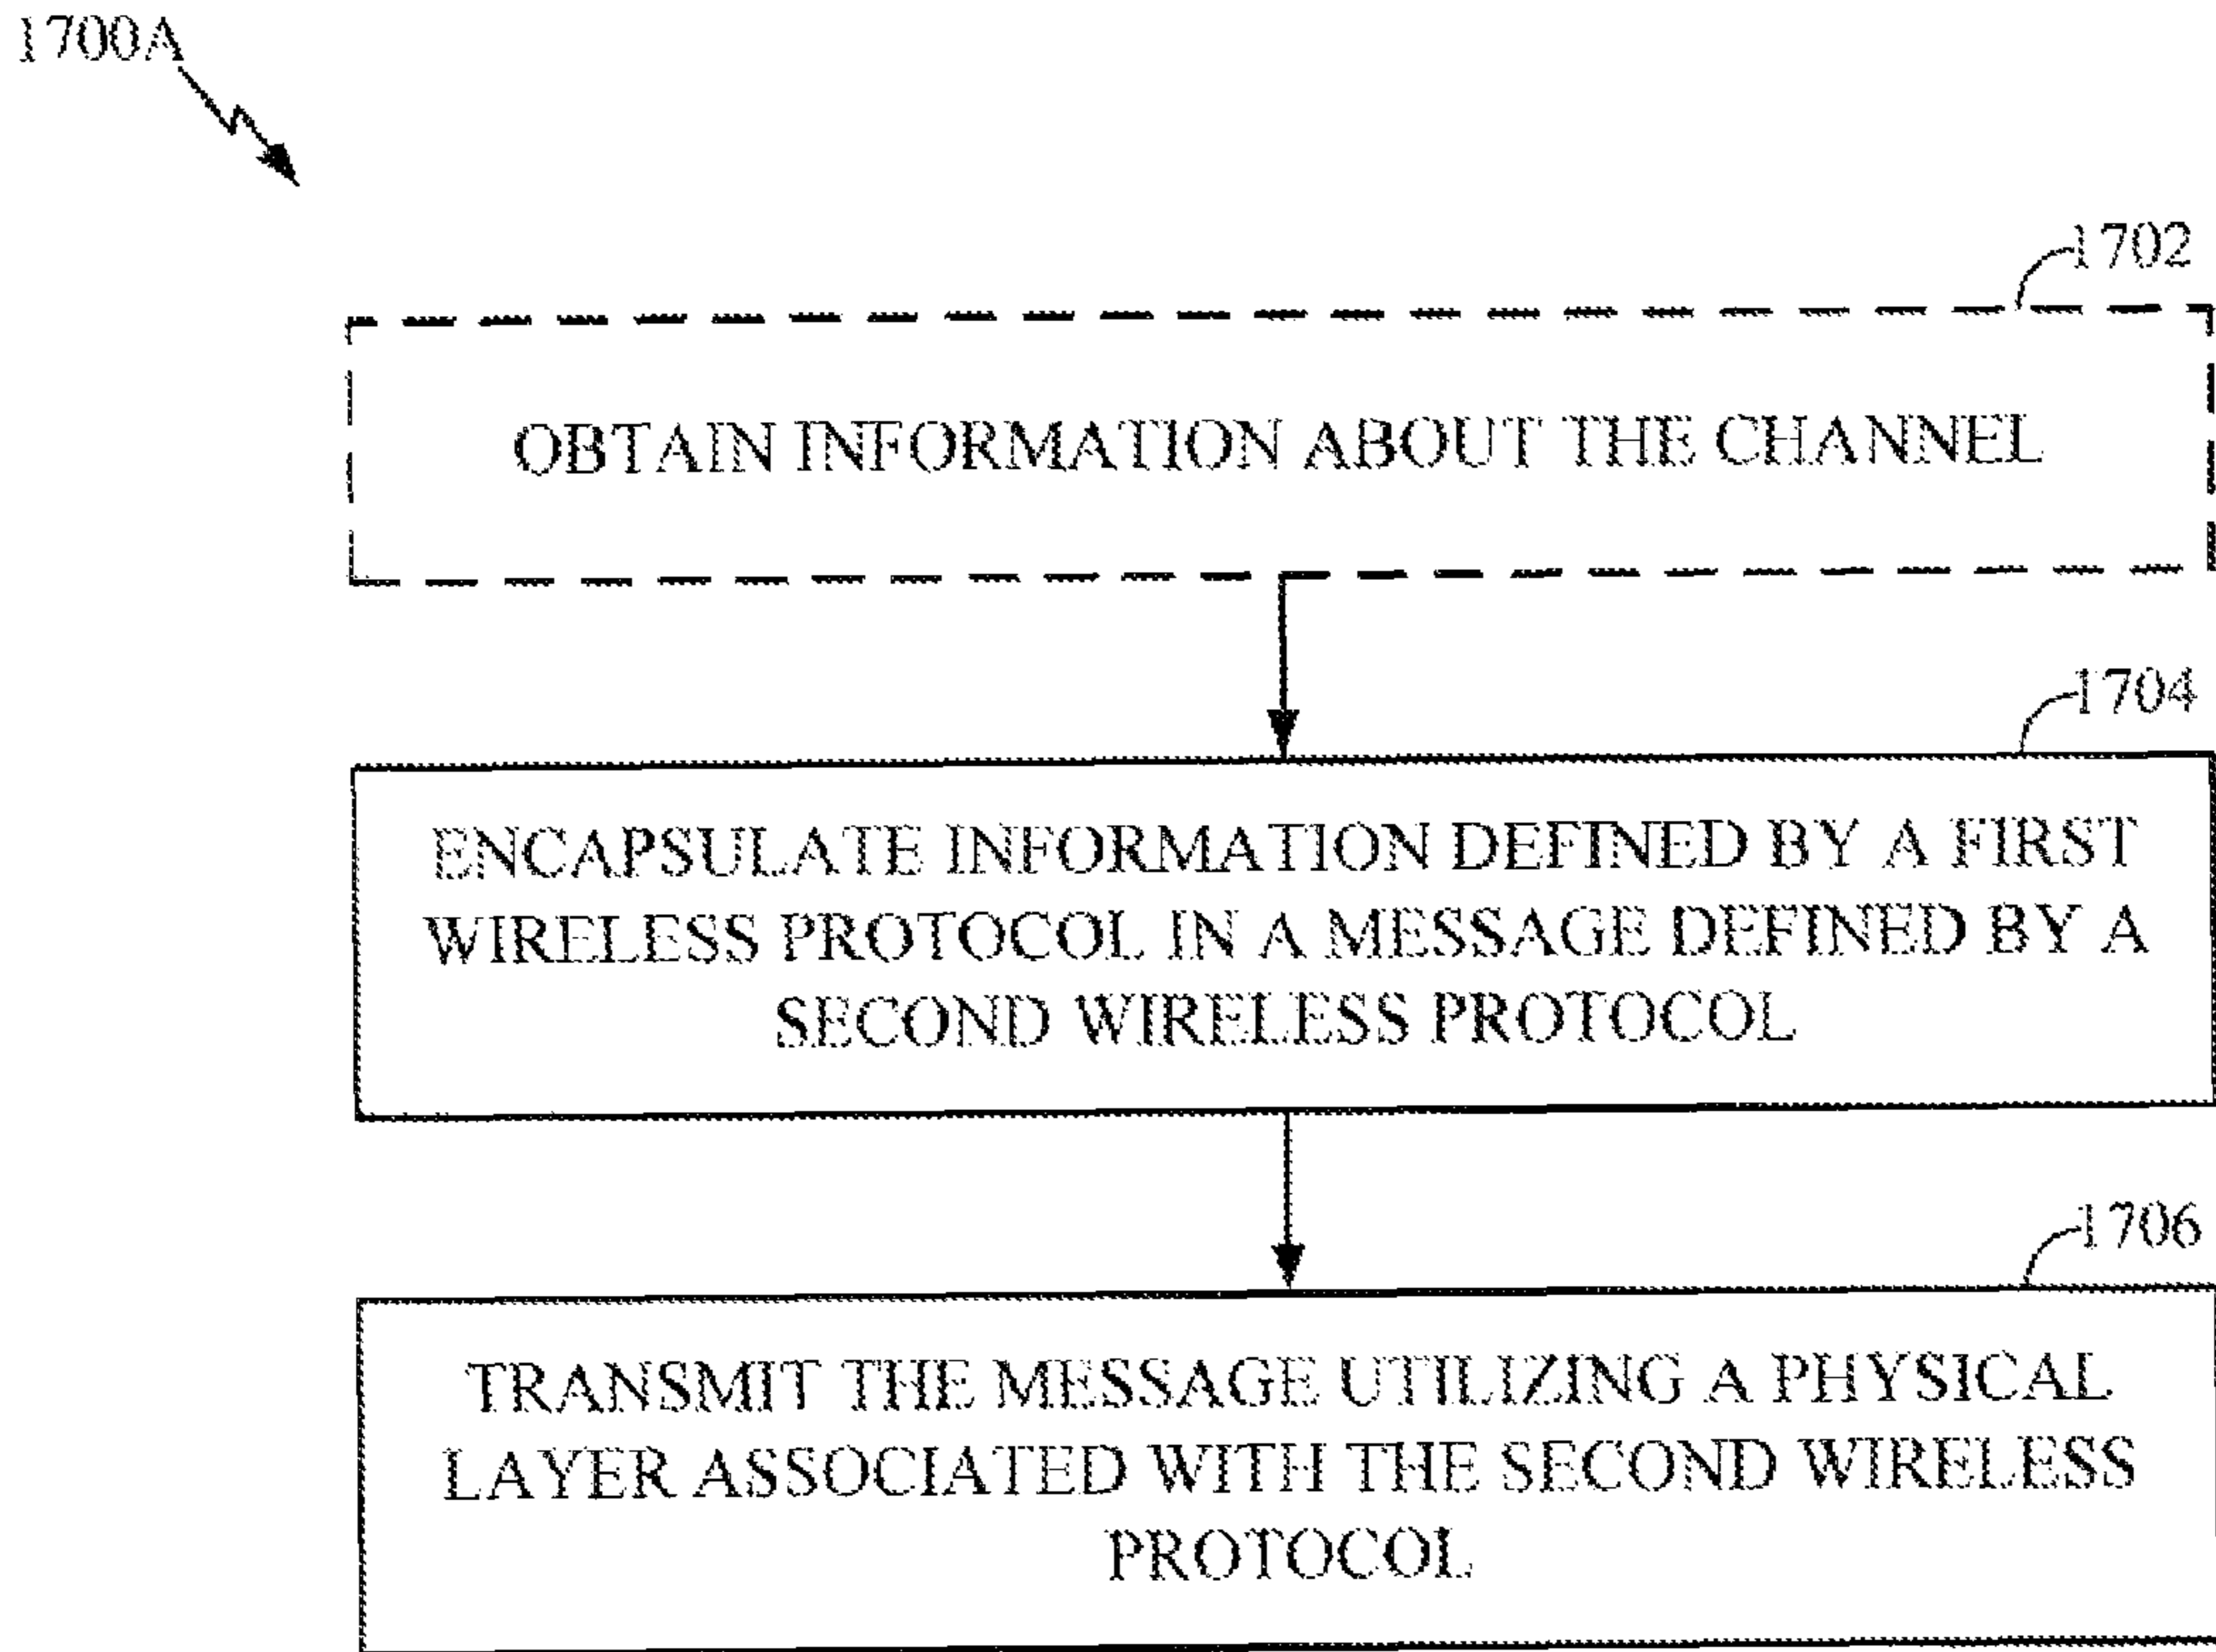 1700A
1702
OBTAIN INFORMATION ABOUT THE CHANNEL
1704
ENCAPSULATE INFORMATION DEFINED BY A FIRST
WIRELESS PROTOCOL IN A MESSAGE DEFINED BY A
SECOND WIRELESS PROTOCOL
1706
TRANSMIT THE MESSAGE UTILIZING A PHYSICAL
LAYER ASSOCIATED WITH THE SECOND WIRELESS
PROTOCOL